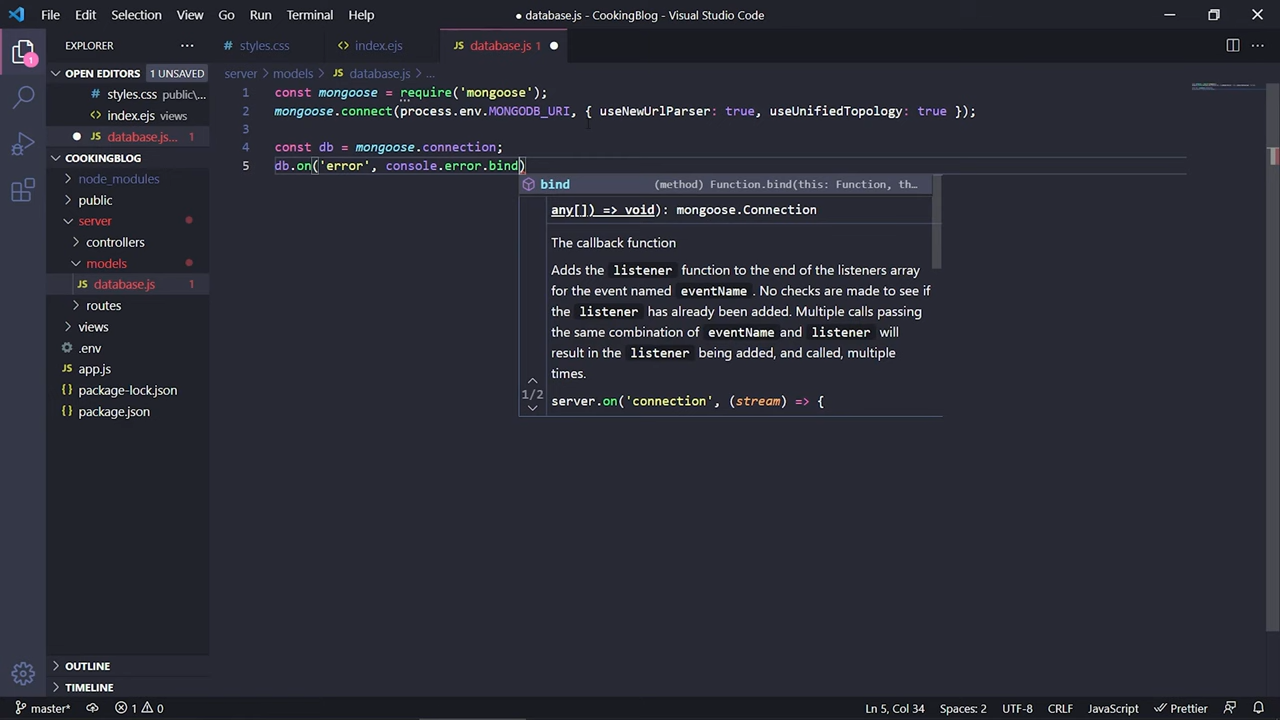 File Edit Selection View Go Run Terminal Help
● database.js - CookingBlog - Visual Studio Code
EXPLORER ...
# styles.css
<> index.ejs
JS database.js 1 ●
OPEN EDITORS 1 UNSAVED
# styles.css public\...
<> index.ejs views
● JS database.js... 1
COOKINGBLOG
node_modules
public
server
controllers
models
JS database.js 1
routes
views
.env
JS app.js
{} package-lock.json
{} package.json
OUTLINE
TIMELINE
server > models > JS database.js > ...
1 const mongoose = require('mongoose');
2 mongoose.connect(process.env.MONGODB_URI, { useNewUrlParser: true, useUnifiedTopology: true });
3
4 const db = mongoose.connection;
5 db.on('error', console.error.bind)
bind (method) Function.bind(this: Function, th…
any[]) => void): mongoose.Connection
The callback function
Adds the listener function to the end of the listeners array
for the event named eventName . No checks are made to see if
the listener has already been added. Multiple calls passing
the same combination of eventName and listener will
result in the listener being added, and called, multiple
times.
1/2
server.on('connection', (stream) => {
1
master* 1 0
Ln 5, Col 34 Spaces: 2 UTF-8 CRLF JavaScript Prettier